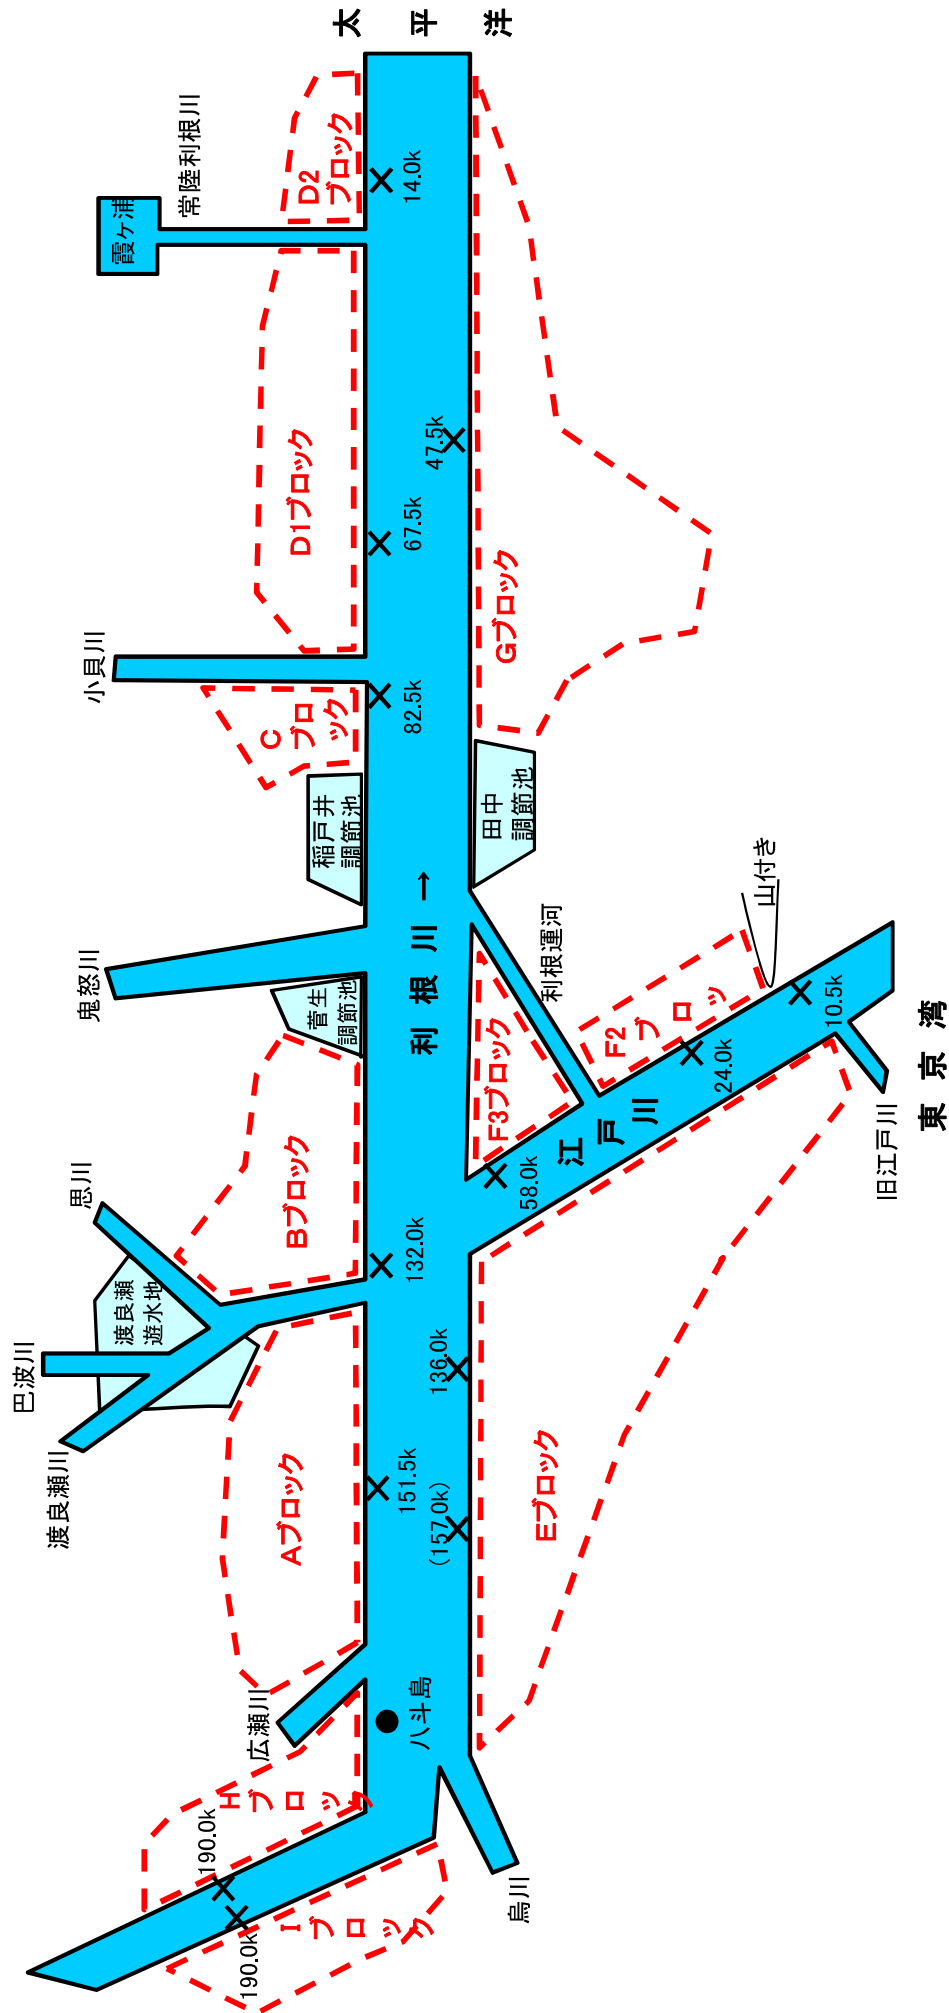 太 平 洋
常陸利根川
霞ヶ浦
D2
ブロック
14.0k
D1ブロック
47.5k
67.5k
Gブロック
小貝川
C
ブロ
ック
82.5k
稲戸井
調節池
田中
調節池
利 根 川 →
鬼怒川
菅生
調節池
利根運河
山付き
F3ブロック
F2
ブ ロ ッ
10.5k
24.0k
江 戸 川
58.0k
旧江戸川
東 京 湾
思川
Bブロック
132.0k
渡良瀬
遊水地
巴波川
渡良瀬川
136.0k
Aブロック
151.5k
(157.0k)
Eブロック
広瀬川
八斗島
H
ブ ロ ッ ク
190.0k
190.0k
I
ブ ロ ッ ク
烏川